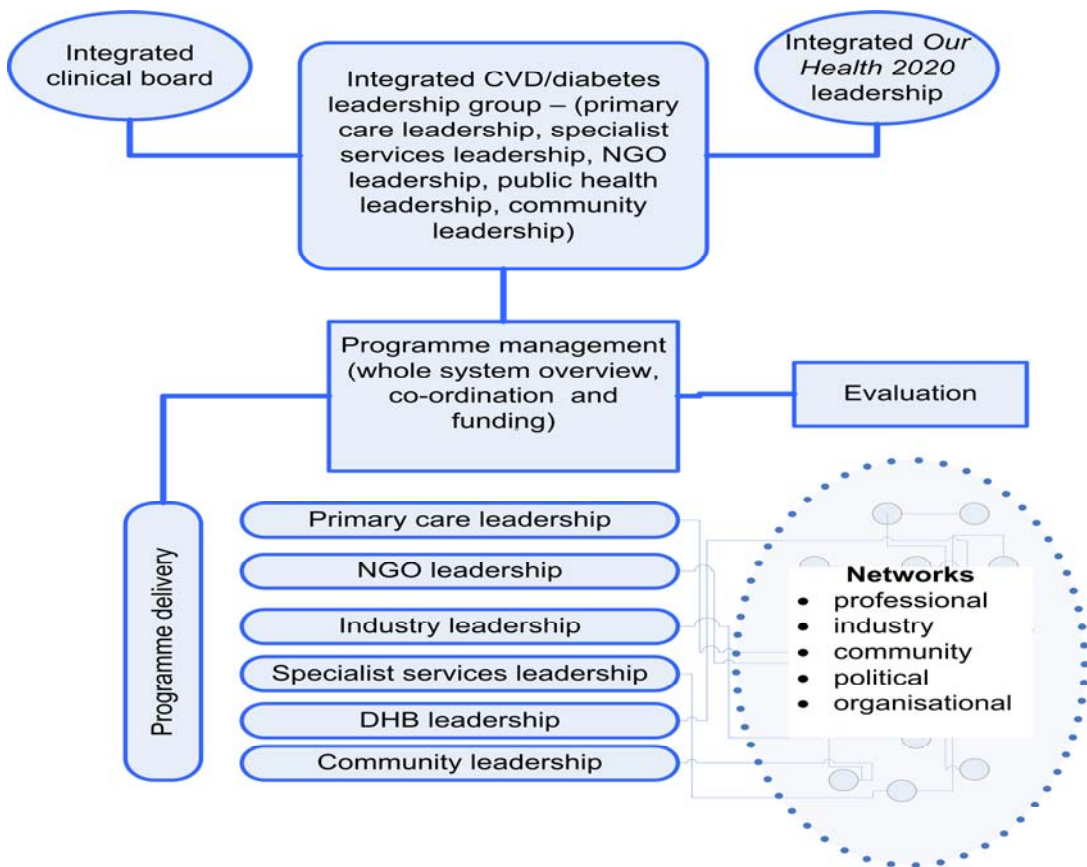 Integrated
clinical board
Integrated CVD/diabetes
leadership group – (primary
care leadership, specialist
services leadership, NGO
leadership, public health
leadership, community
leadership)
Integrated Our
Health 2020
leadership
Programme management
(whole system overview,
co-ordination and
funding)
Evaluation
Programme delivery
Primary care leadership
NGO leadership
Industry leadership
Specialist services leadership
DHB leadership
Community leadership
Networks
• professional
• industry
• community
• political
• organisational